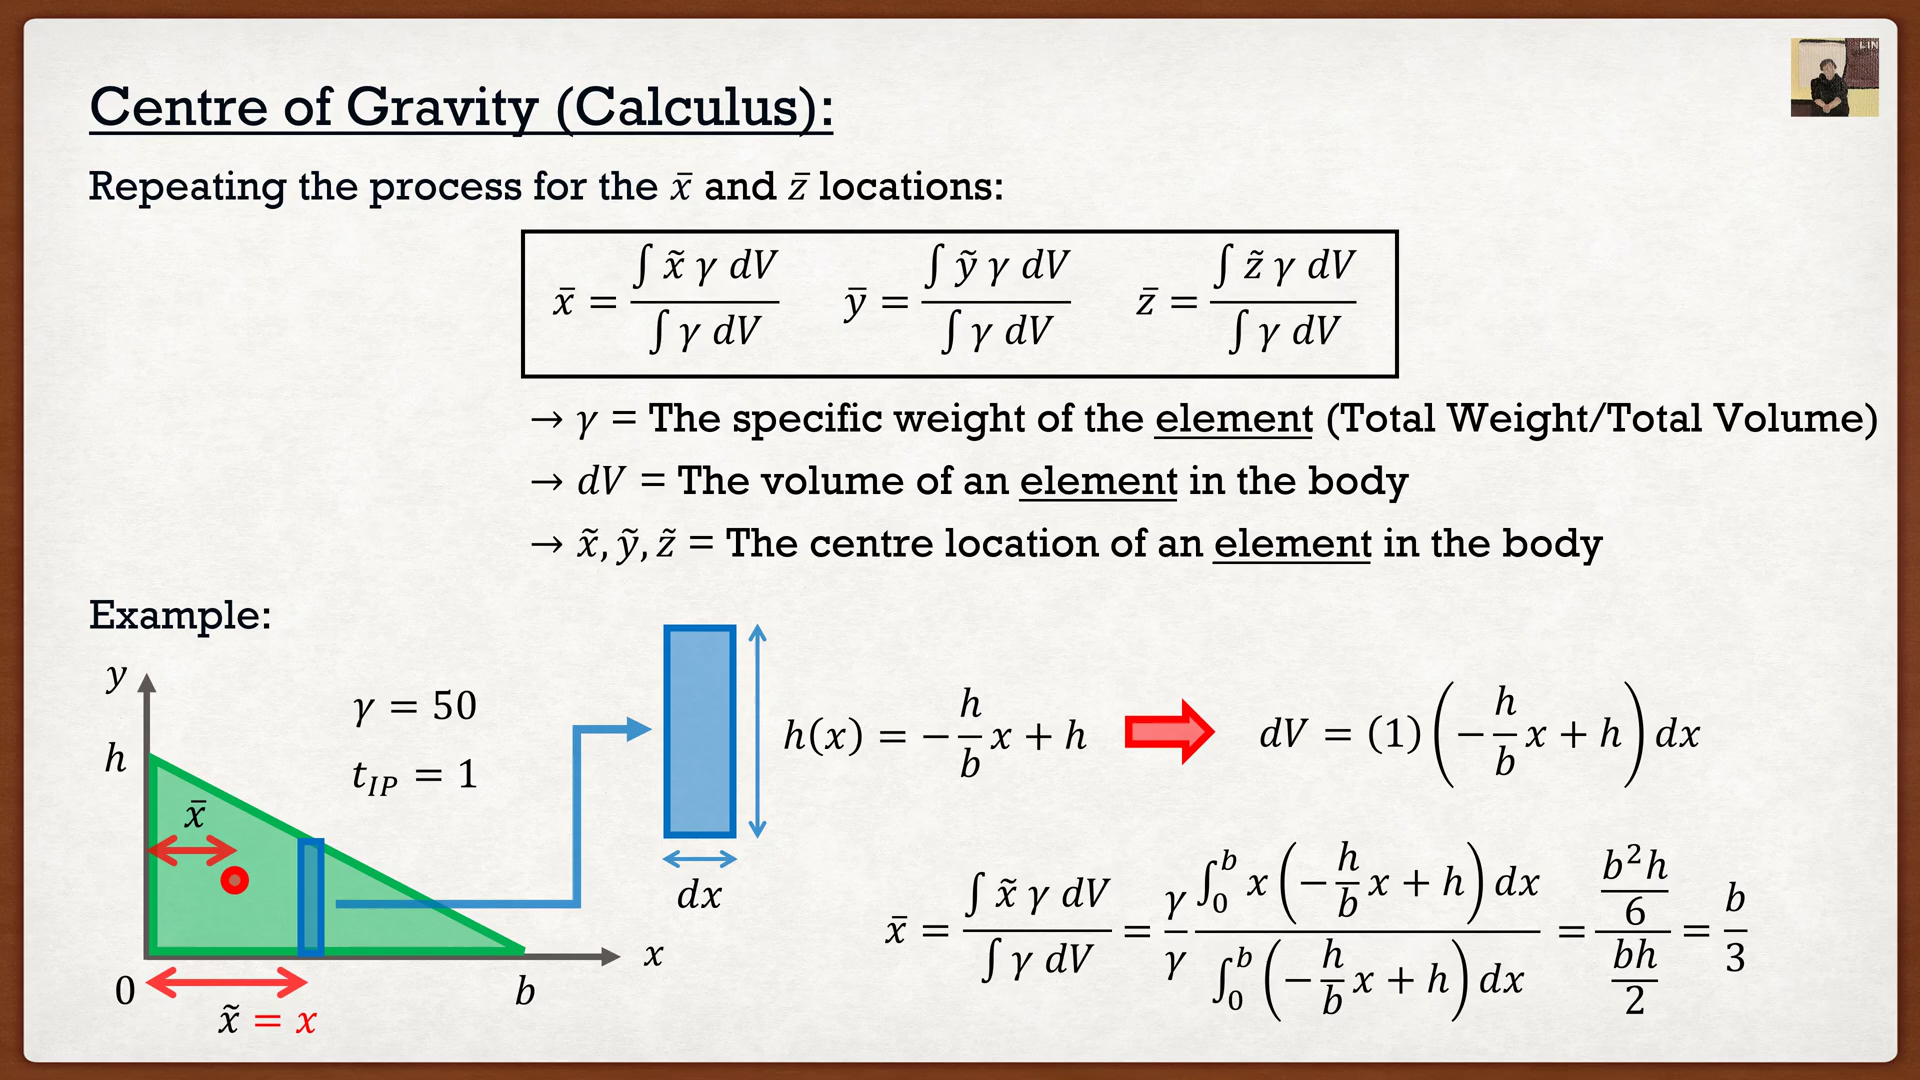 LIN
Centre of Gravity (Calculus):
Repeating the process for the x̄ and z̄ locations:
x̄ = ∫ x̃ γ dV / ∫ γ dV    ȳ = ∫ ỹ γ dV / ∫ γ dV    z̄ = ∫ z̃ γ dV / ∫ γ dV
→ γ = The specific weight of the element (Total Weight/Total Volume)
→ dV = The volume of an element in the body
→ x̃, ỹ, z̃ = The centre location of an element in the body
Example:
y
h
x̄
0
b
x
x̃ = x
γ = 50
t_IP = 1
dx
h(x) = −(h/b)x + h
dV = (1)(−(h/b)x + h) dx
x̄ = ∫ x̃ γ dV / ∫ γ dV = (γ/γ) ∫₀ᵇ x(−(h/b)x + h) dx / ∫₀ᵇ (−(h/b)x + h) dx = (b²h/6) / (bh/2) = b/3